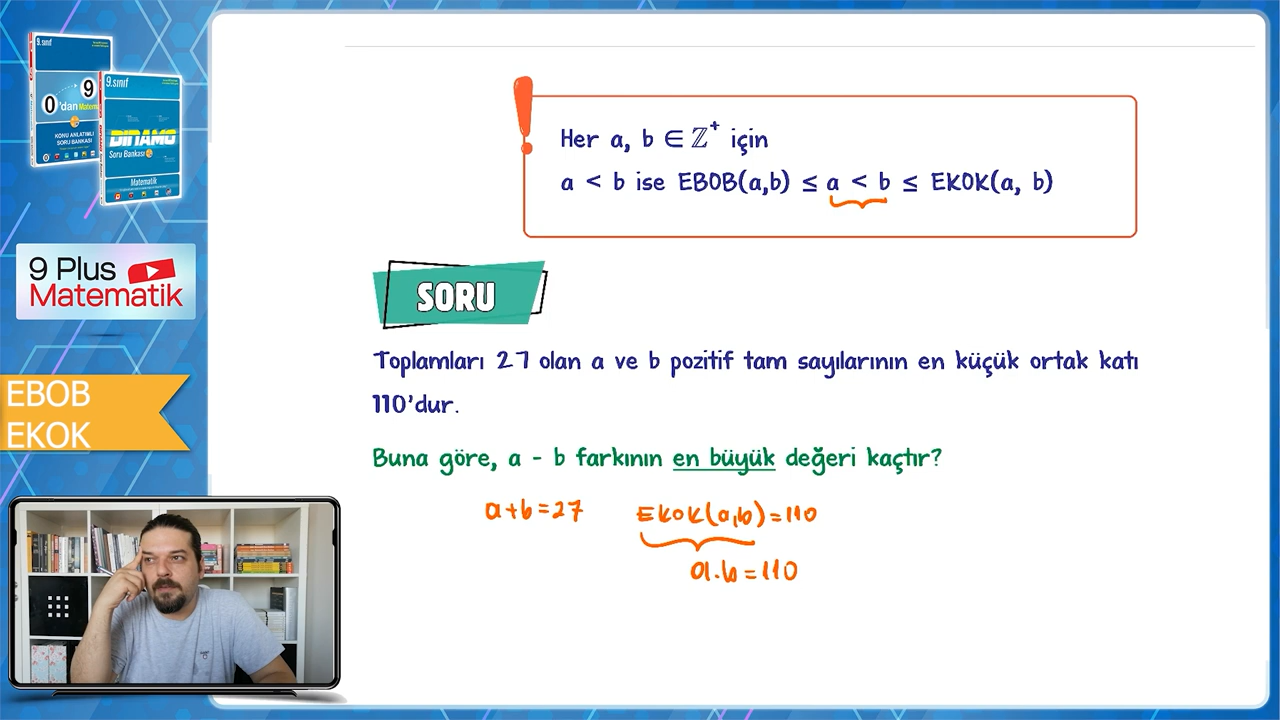 9.sınıf
0'dan 9 Matem
KONU ANLATIMLI
SORU BANKASI
9.sınıf
DİNAMO
Soru Bankası
Matematik
9 Plus
Matematik
EBOB
EKOK
Her a, b ∈ ℤ⁺ için
a < b ise EBOB(a,b) ≤ a < b ≤ EKOK(a, b)
SORU
Toplamları 27 olan a ve b pozitif tam sayılarının en küçük ortak katı
110'dur.
Buna göre, a - b farkının en büyük değeri kaçtır?
a+b=27 EKOK(a,b)=110
a.b=110